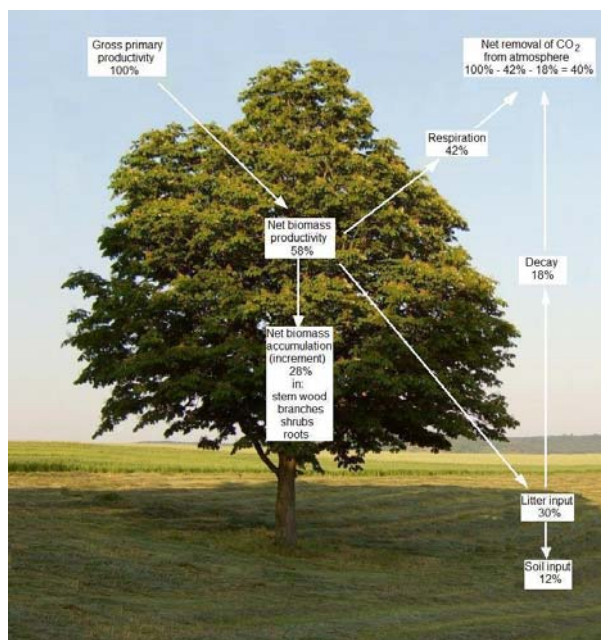 Gross primary
productivity
100%
Net removal of CO₂
from atmosphere
100% - 42% - 18% = 40%
Respiration
42%
Net biomass
productivity
58%
Decay
18%
Net biomass
accumulation
(increment)
28%
in:
stem wood
branches
shrubs
roots
Litter input
30%
Soil input
12%